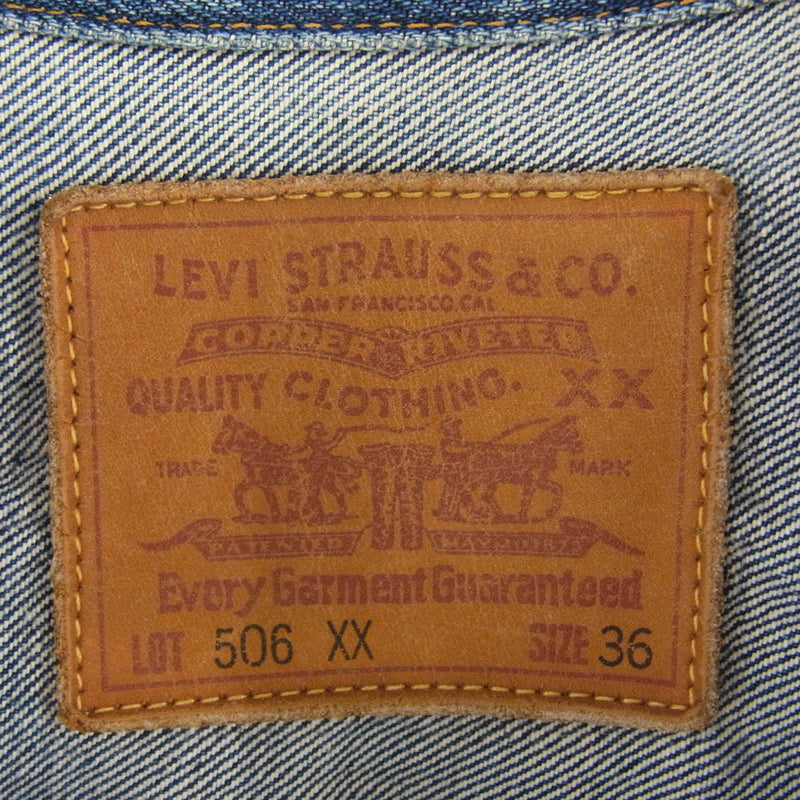 LEVI STRAUSS & CO.
SAN FRANCISCO.CAL
COPPER RIVETED
QUALITY CLOTHING. XX
TRADE MARK
PATENTED MAY 20 1873
Every Garment Guaranteed
LOT 506 XX SIZE 36